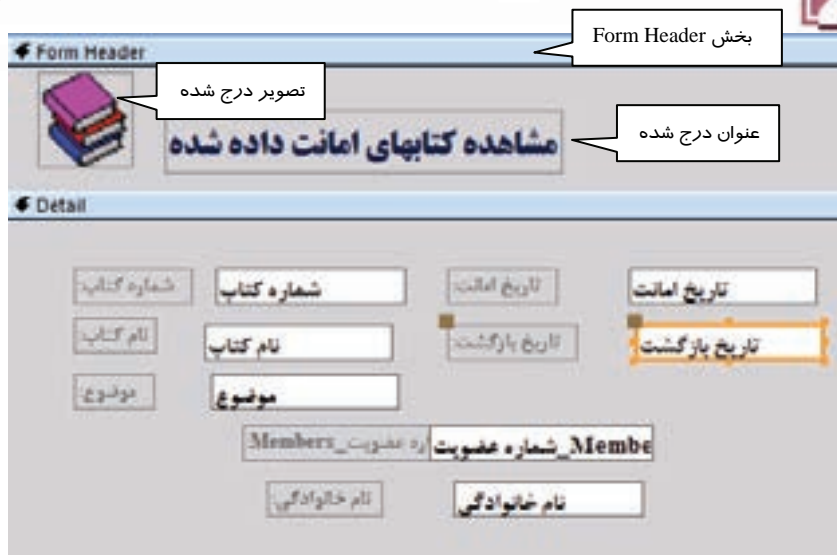 بخش Form Header
Form Header
تصویر درج شده
عنوان درج شده
مشاهده کتابهای امانت داده شده
Detail
شماره کتاب: شماره کتاب تاریخ امانت: تاریخ امانت
نام کتاب: نام کتاب تاریخ بازگشت: تاریخ بازگشت
موضوع: موضوع
اره عضویت_Members Membe_شماره عضویت
نام خانوادگی: نام خانوادگی